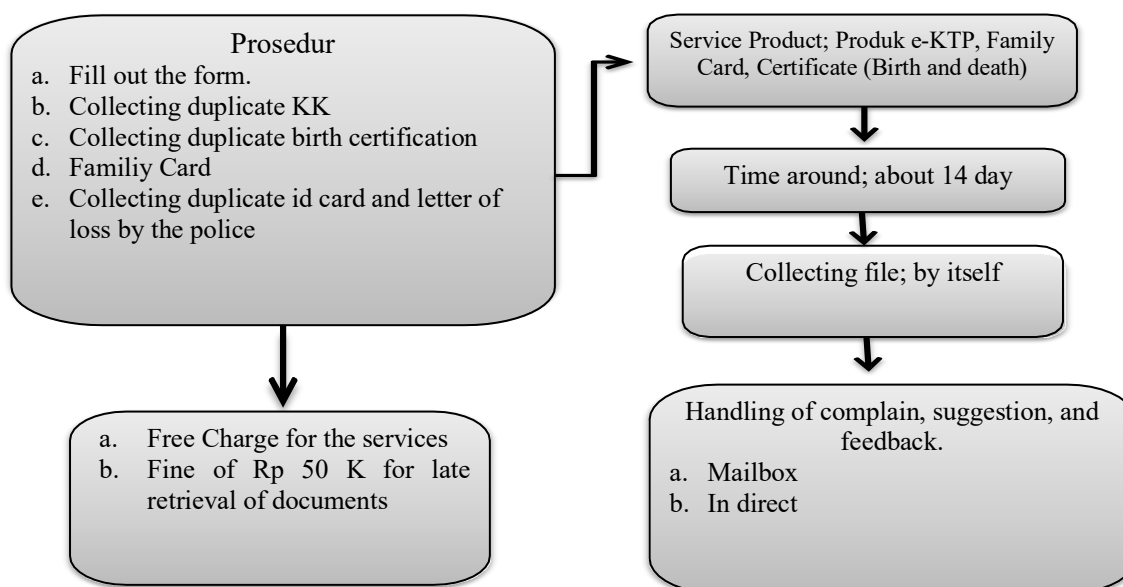 Prosedur
a. Fill out the form.
b. Collecting duplicate KK
c. Collecting duplicate birth certification
d. Familiy Card
e. Collecting duplicate id card and letter of
loss by the police
a. Free Charge for the services
b. Fine of Rp 50 K for late
retrieval of documents
Service Product; Produk e-KTP, Family
Card, Certificate (Birth and death)
Time around; about 14 day
Collecting file; by itself
Handling of complain, suggestion, and
feedback.
a. Mailbox
b. In direct